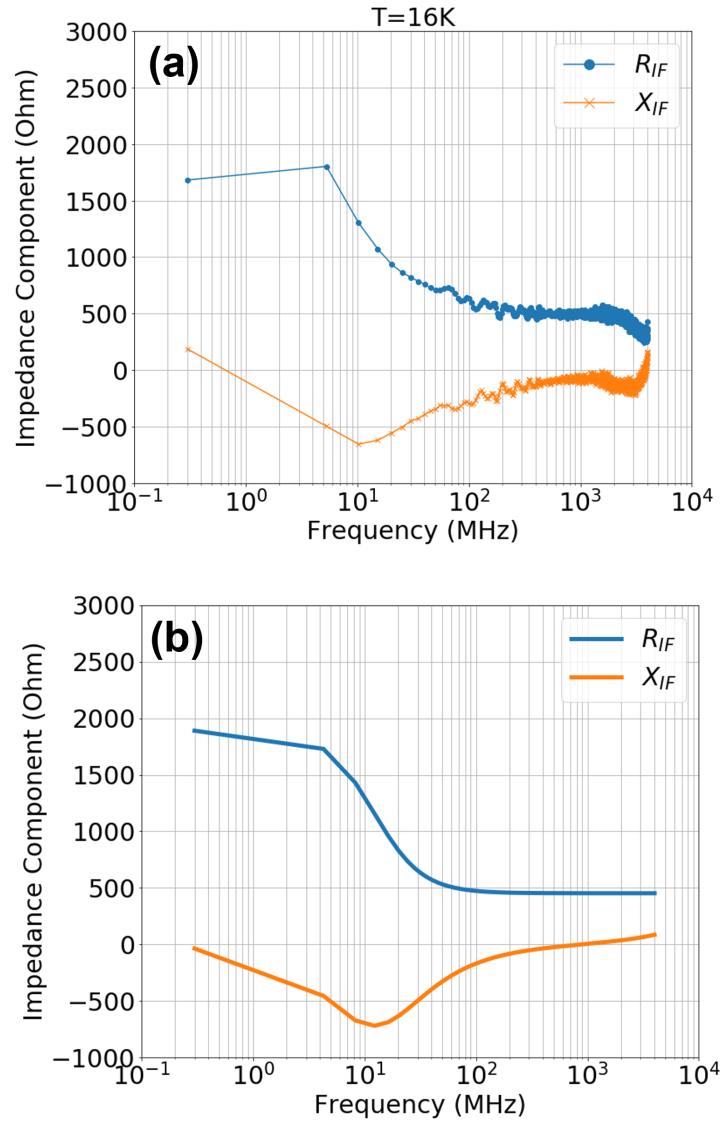 T=16K
(a)
R_IF
X_IF
Impedance Component (Ohm)
3000
2500
2000
1500
1000
500
0
−500
−1000
10^−1
10^0
10^1
10^2
10^3
10^4
Frequency (MHz)
(b)
R_IF
X_IF
Impedance Component (Ohm)
3000
2500
2000
1500
1000
500
0
−500
−1000
10^−1
10^0
10^1
10^2
10^3
10^4
Frequency (MHz)